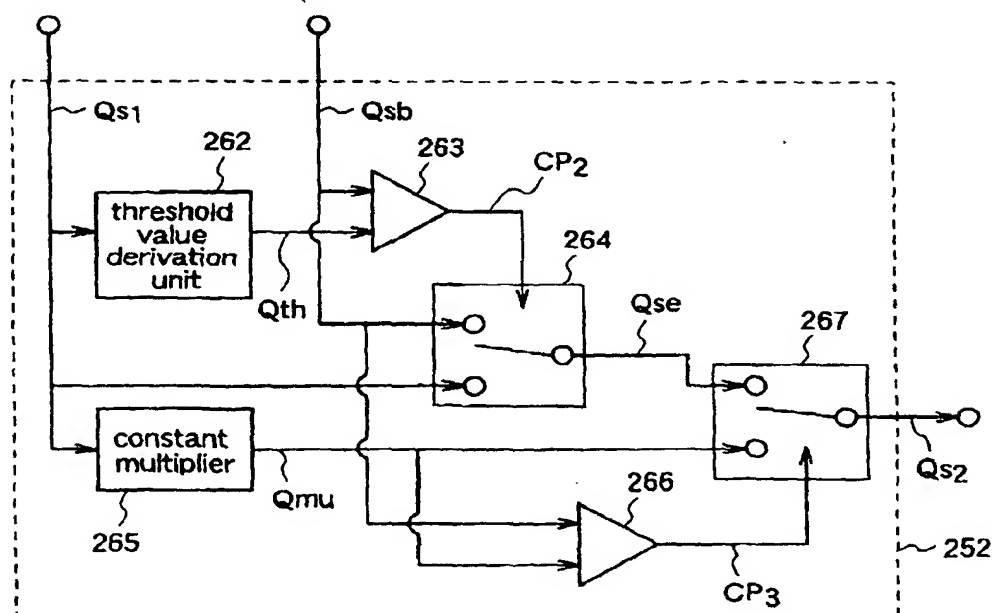 Qs1
Qsb
262
263
CP2
threshold
value
derivation
unit
264
Qth
Qse
267
constant
multiplier
Qmu
Qs2
265
266
252
CP3